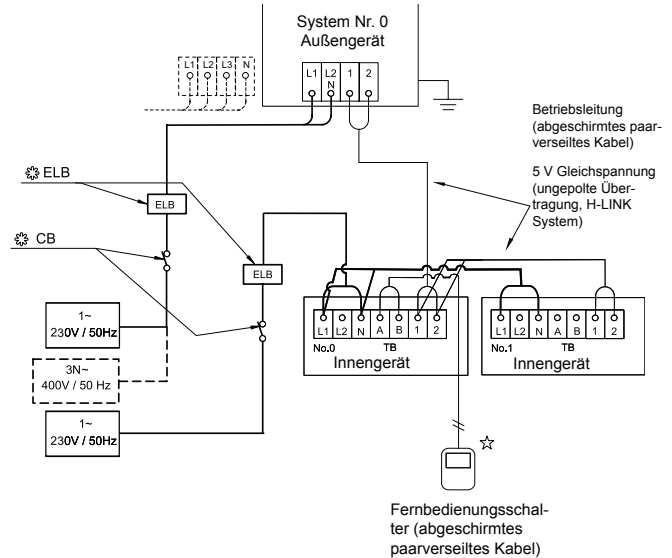 System Nr. 0
Außengerät
L1 L2 L3 N
L1 L2 N 1 2
Betriebsleitung
(abgeschirmtes paar-
verseiltes Kabel)
5 V Gleichspannung
(ungepolte Über-
tragung, H-LINK
System)
ELB
ELB
CB
ELB
1~
230V / 50Hz
3N~
400V / 50 Hz
1~
230V / 50Hz
L1 L2 N A B 1 2
No.0 TB
Innengerät
L1 L2 N A B 1 2
No.1 TB
Innengerät
Fernbedienungsschal-
ter (abgeschirmtes
paarverseiltes Kabel)